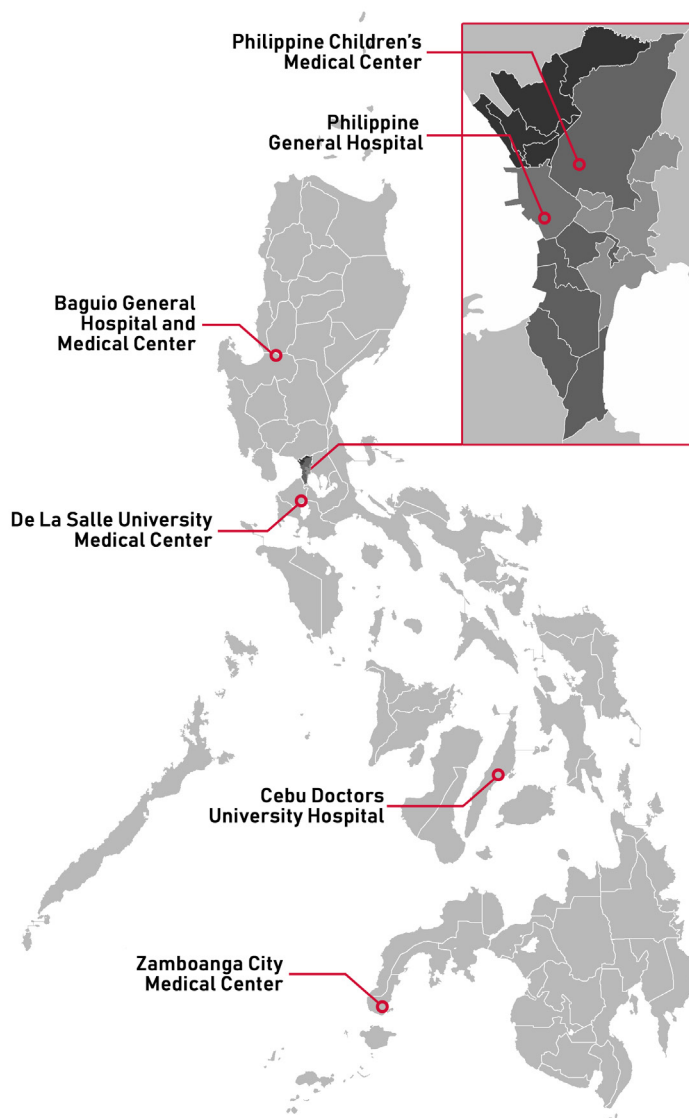 Philippine Children's
Medical Center
Philippine
General Hospital
Baguio General
Hospital and
Medical Center
De La Salle University
Medical Center
Cebu Doctors
University Hospital
Zamboanga City
Medical Center